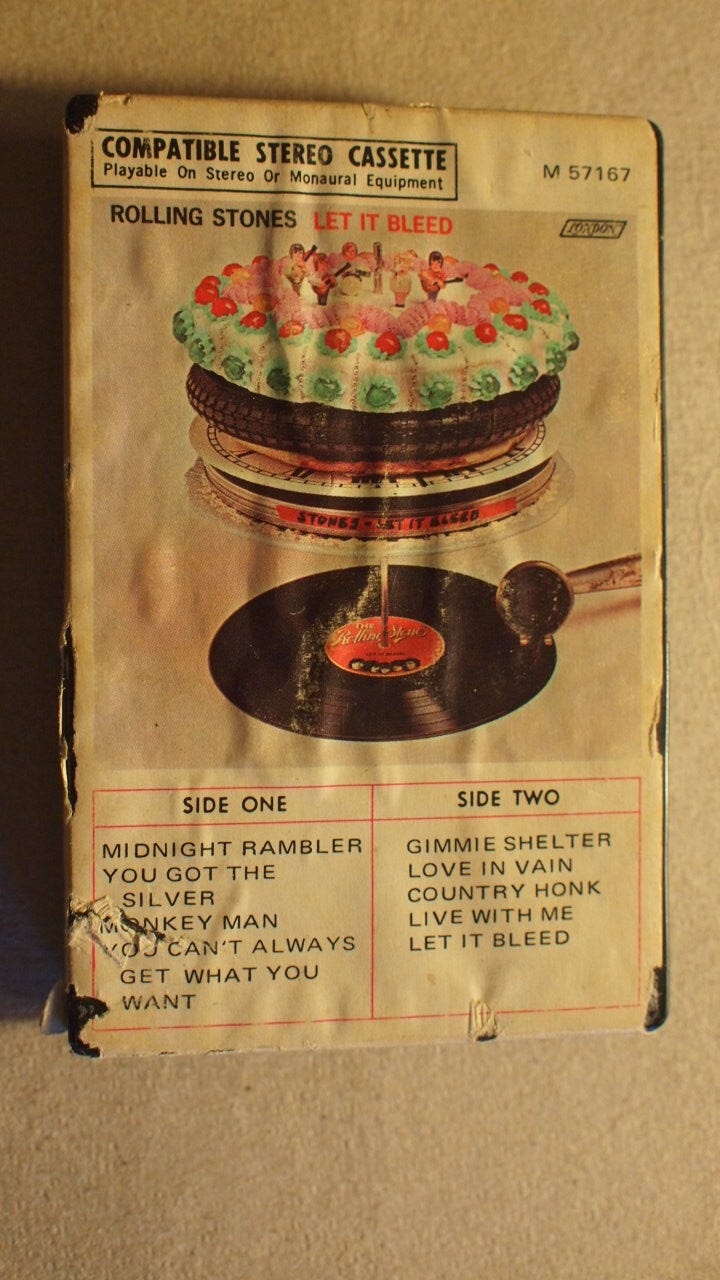 COMPATIBLE STEREO CASSETTE
Playable On Stereo Or Monaural Equipment
M 57167
ROLLING STONES LET IT BLEED
LONDON
STONES - LET IT BLEED
THE
Rolling Stones
SIDE ONE
MIDNIGHT RAMBLER
YOU GOT THE
SILVER
MONKEY MAN
YOU CAN'T ALWAYS
GET WHAT YOU
WANT
SIDE TWO
GIMMIE SHELTER
LOVE IN VAIN
COUNTRY HONK
LIVE WITH ME
LET IT BLEED